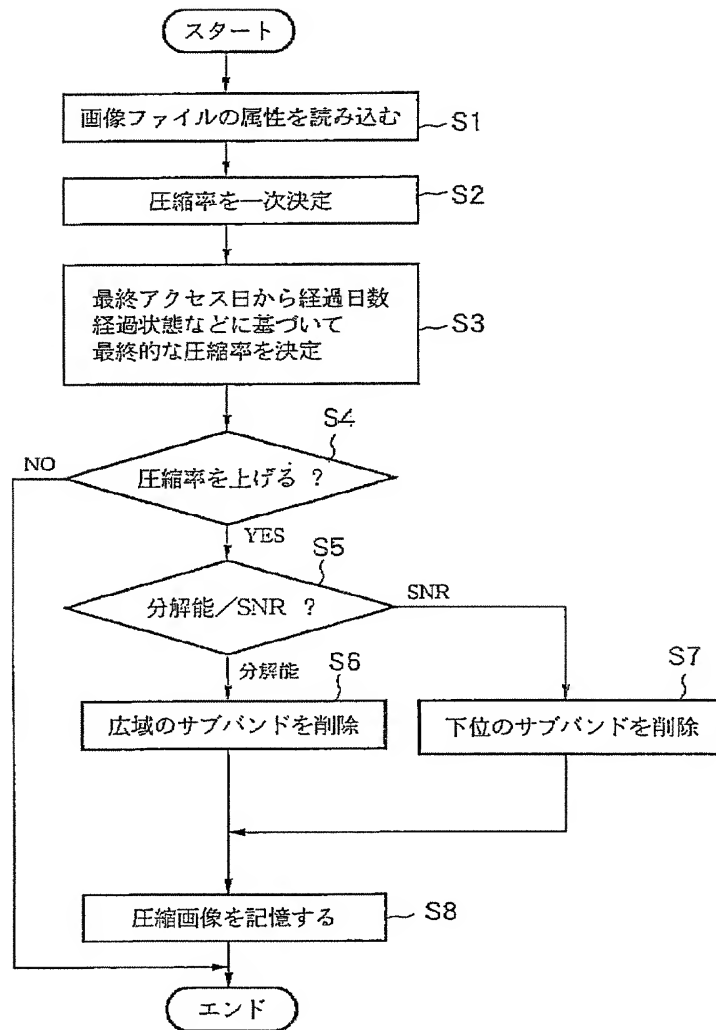 スタート
画像ファイルの属性を読み込む
S1
圧縮率を一次決定
S2
最終アクセス日から経過日数
経過状態などに基づいて
最終的な圧縮率を決定
S3
S4
圧縮率を上げる ?
NO
YES
S5
分解能/SNR ?
SNR
分解能
S6
広域のサブバンドを削除
S7
下位のサブバンドを削除
圧縮画像を記憶する
S8
エンド